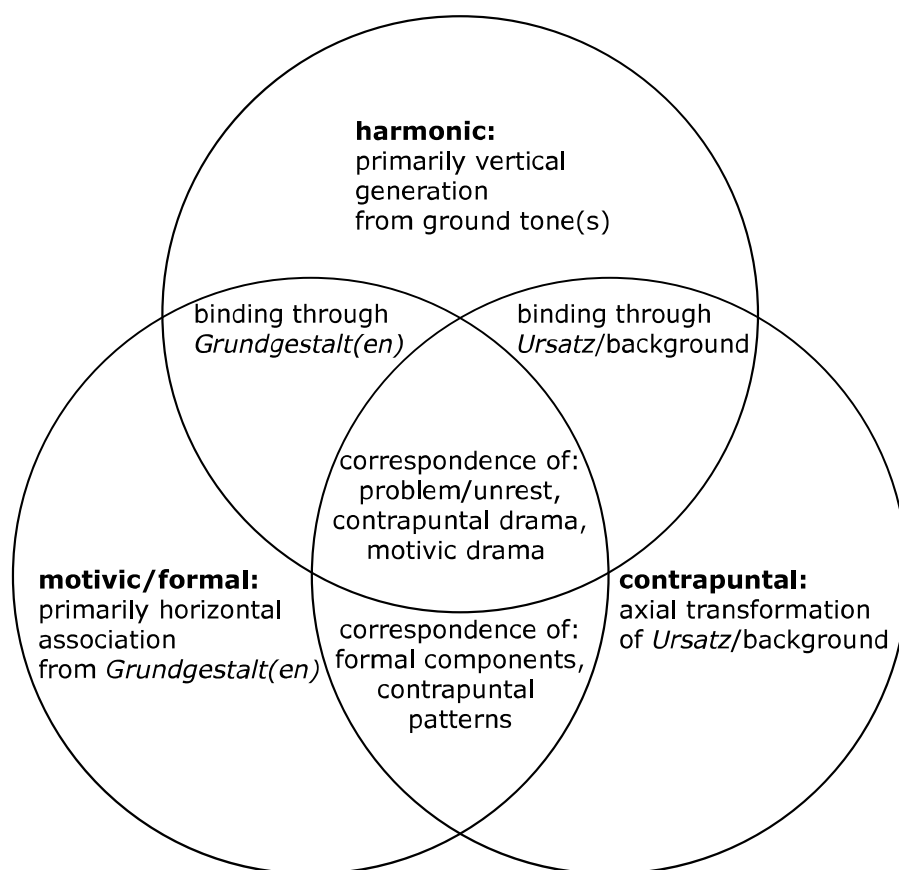 harmonic:
primarily vertical
generation
from ground tone(s)
binding through
Grundgestalt(en)
binding through
Ursatz/background
correspondence of:
problem/unrest,
contrapuntal drama,
motivic drama
motivic/formal:
primarily horizontal
association
from Grundgestalt(en)
contrapuntal:
axial transformation
of Ursatz/background
correspondence of:
formal components,
contrapuntal
patterns